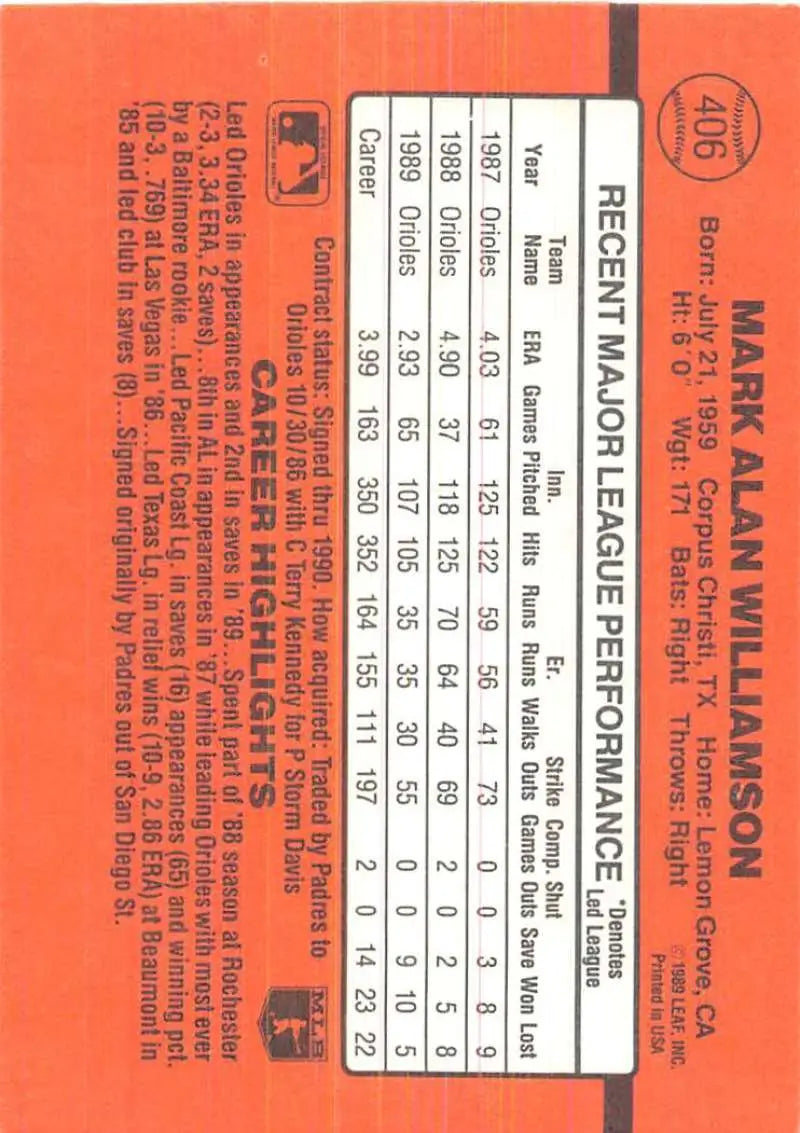 406
MARK ALAN WILLIAMSON
Born: July 21, 1959 Corpus Christi, TX Home: Lemon Grove, CA
Ht: 6´0" Wgt: 171 Bats: Right Throws: Right
© 1989 LEAF, INC.
Printed in USA
RECENT MAJOR LEAGUE PERFORMANCE
*Denotes
Led League
Team Inn. Er. Strike Comp. Shut
Year Name ERA Games Pitched Hits Runs Runs Walks Outs Games Outs Save Won Lost
1987 Orioles 4.03 61 125 122 59 56 41 73 0 0 3 8 9
1988 Orioles 4.90 37 118 125 70 64 40 69 2 0 2 5 8
1989 Orioles 2.93 65 107 105 35 35 30 55 0 0 9 10 5
Career 3.99 163 350 352 164 155 111 197 2 0 14 23 22
Contract status: Signed thru 1990. How acquired: Traded by Padres to
Orioles 10/30/86 with C Terry Kennedy for P Storm Davis
MLB
CAREER HIGHLIGHTS
Led Orioles in appearances and 2nd in saves in '89...Spent part of '88 season at Rochester
(2-3, 3.34 ERA, 2 saves)...8th in AL in appearances in '87 while leading Orioles with most ever
by a Baltimore rookie...Led Pacific Coast Lg. in saves (16) appearances (65) and winning pct.
(10-3, .769) at Las Vegas in '86...Led Texas Lg. in relief wins (10-9, 2.86 ERA) at Beaumont in
'85 and led club in saves (8)...Signed originally by Padres out of San Diego St.